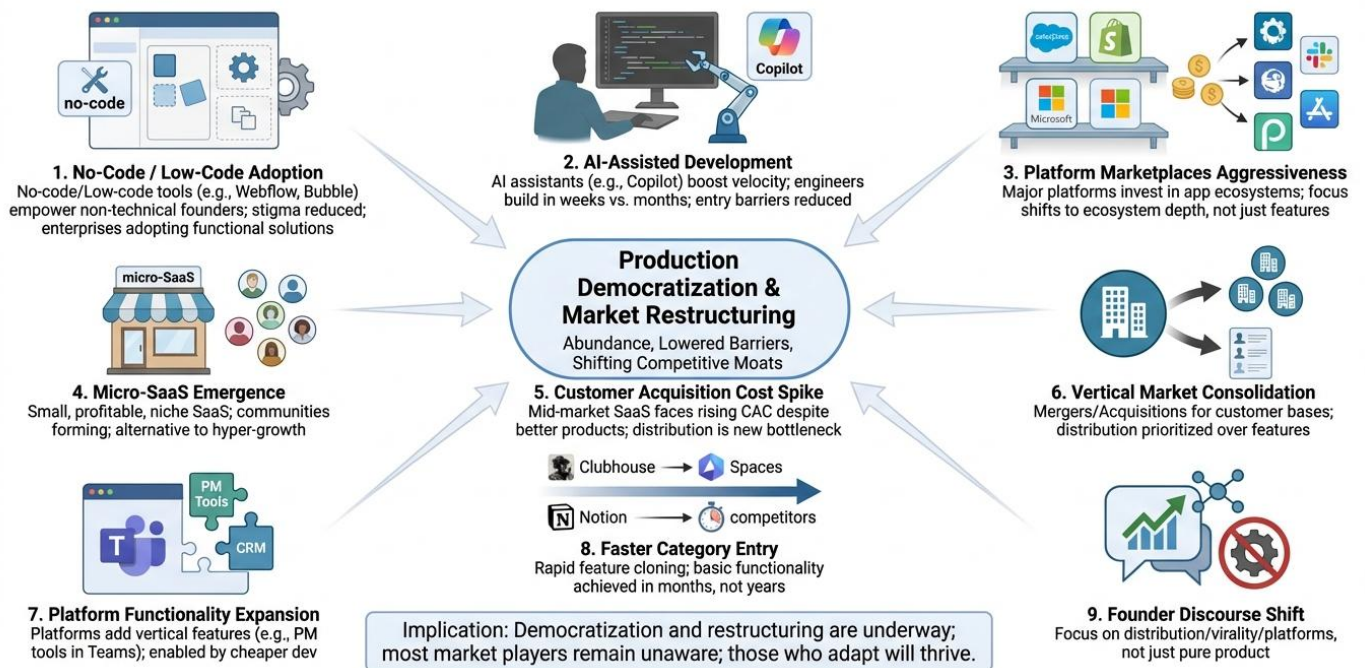 no-code
1. No-Code / Low-Code Adoption
No-code/Low-code tools (e.g., Webflow, Bubble)
empower non-technical founders; stigma reduced;
enterprises adopting functional solutions
Copilot
2. AI-Assisted Development
AI assistants (e.g., Copilot) boost velocity; engineers
build in weeks vs. months; entry barriers reduced
Microsoft
3. Platform Marketplaces Aggressiveness
Major platforms invest in app ecosystems; focus
shifts to ecosystem depth, not just features
Production
Democratization &
Market Restructuring
Abundance, Lowered Barriers,
Shifting Competitive Moats
micro-SaaS
4. Micro-SaaS Emergence
Small, profitable, niche SaaS; communities
forming; alternative to hyper-growth
5. Customer Acquisition Cost Spike
Mid-market SaaS faces rising CAC despite
better products; distribution is new bottleneck
6. Vertical Market Consolidation
Mergers/Acquisitions for customer bases;
distribution prioritized over features
PM
Tools
CRM
T
7. Platform Functionality Expansion
Platforms add vertical features (e.g., PM
tools in Teams); enabled by cheaper dev
Clubhouse → Spaces
N Notion → competitors
8. Faster Category Entry
Rapid feature cloning; basic functionality
achieved in months, not years
9. Founder Discourse Shift
Focus on distribution/virality/platforms,
not just pure product
Implication: Democratization and restructuring are underway;
most market players remain unaware; those who adapt will thrive.